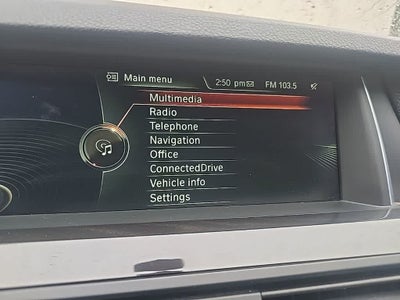 Main menu 2:50 pm FM 103.5
Multimedia
Radio
Telephone
Navigation
Office
ConnectedDrive
Vehicle info
Settings